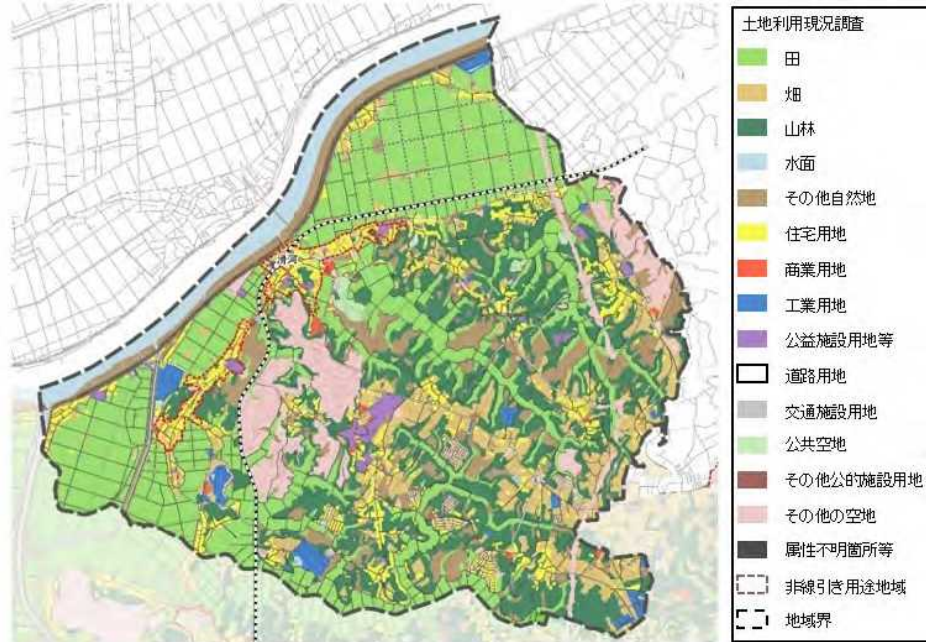 土地利用現況調査
田
畑
山林
水面
その他自然地
住宅用地
商業用地
工業用地
公益施設用地等
道路用地
交通施設用地
公共空地
その他公的施設用地
その他の空地
属性不明箇所等
非線引き用途地域
地域界
滑河